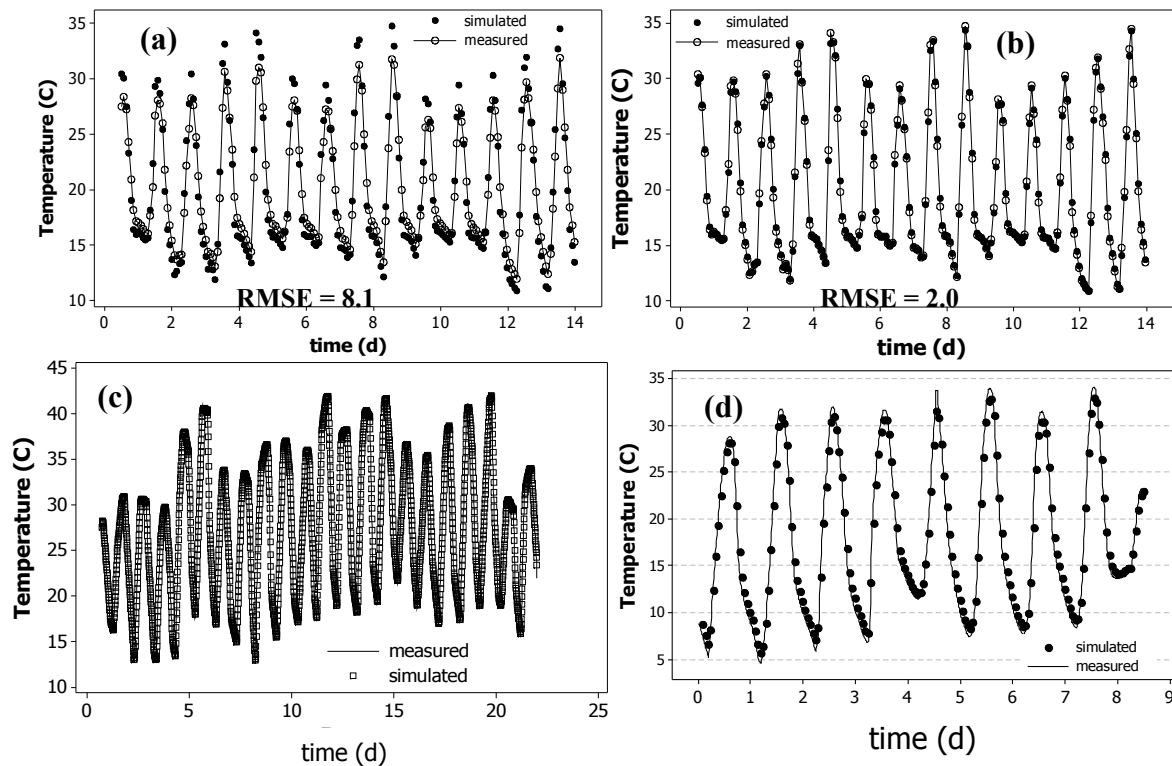 (a)
simulated
measured
Temperature (C)
35
30
25
20
15
10
RMSE = 8.1
0 2 4 6 8 10 12 14
time (d)
simulated
measured
(b)
Temperature (C)
35
30
25
20
15
10
RMSE = 2.0
0 2 4 6 8 10 12 14
time (d)
(c)
Temperature (C)
45
40
35
30
25
20
15
10
measured
simulated
0 5 10 15 20 25
time (d)
(d)
Temperature (C)
35
30
25
20
15
10
5
simulated
measured
0 1 2 3 4 5 6 7 8 9
time (d)